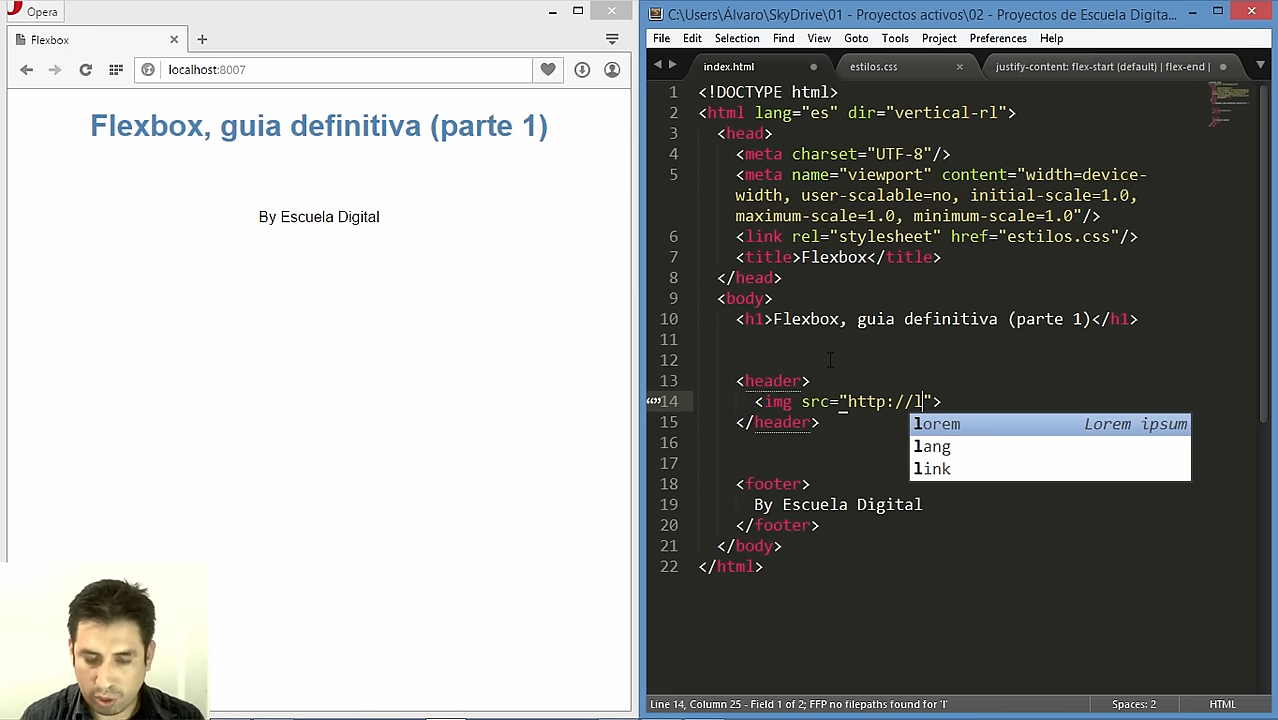 Opera
Flexbox
localhost:8007
Flexbox, guia definitiva (parte 1)
By Escuela Digital
C:\Users\Álvaro\SkyDrive\01 - Proyectos activos\02 - Proyectos de Escuela Digita...
File Edit Selection Find View Goto Tools Project Preferences Help
index.html estilos.css justify-content: flex-start (default) | flex-end |
1 <!DOCTYPE html>
2 <html lang="es" dir="vertical-rl">
3 <head>
4 <meta charset="UTF-8"/>
5 <meta name="viewport" content="width=device-
width, user-scalable=no, initial-scale=1.0,
maximum-scale=1.0, minimum-scale=1.0"/>
6 <link rel="stylesheet" href="estilos.css"/>
7 <title>Flexbox</title>
8 </head>
9 <body>
10 <h1>Flexbox, guia definitiva (parte 1)</h1>
11
12
13 <header>
14 <img src="http://l">
15 </header>
lorem Lorem ipsum
lang
link
16
17
18 <footer>
19 By Escuela Digital
20 </footer>
21 </body>
22 </html>
Line 14, Column 25 - Field 1 of 2; FFP no filepaths found for 'l' Spaces: 2 HTML